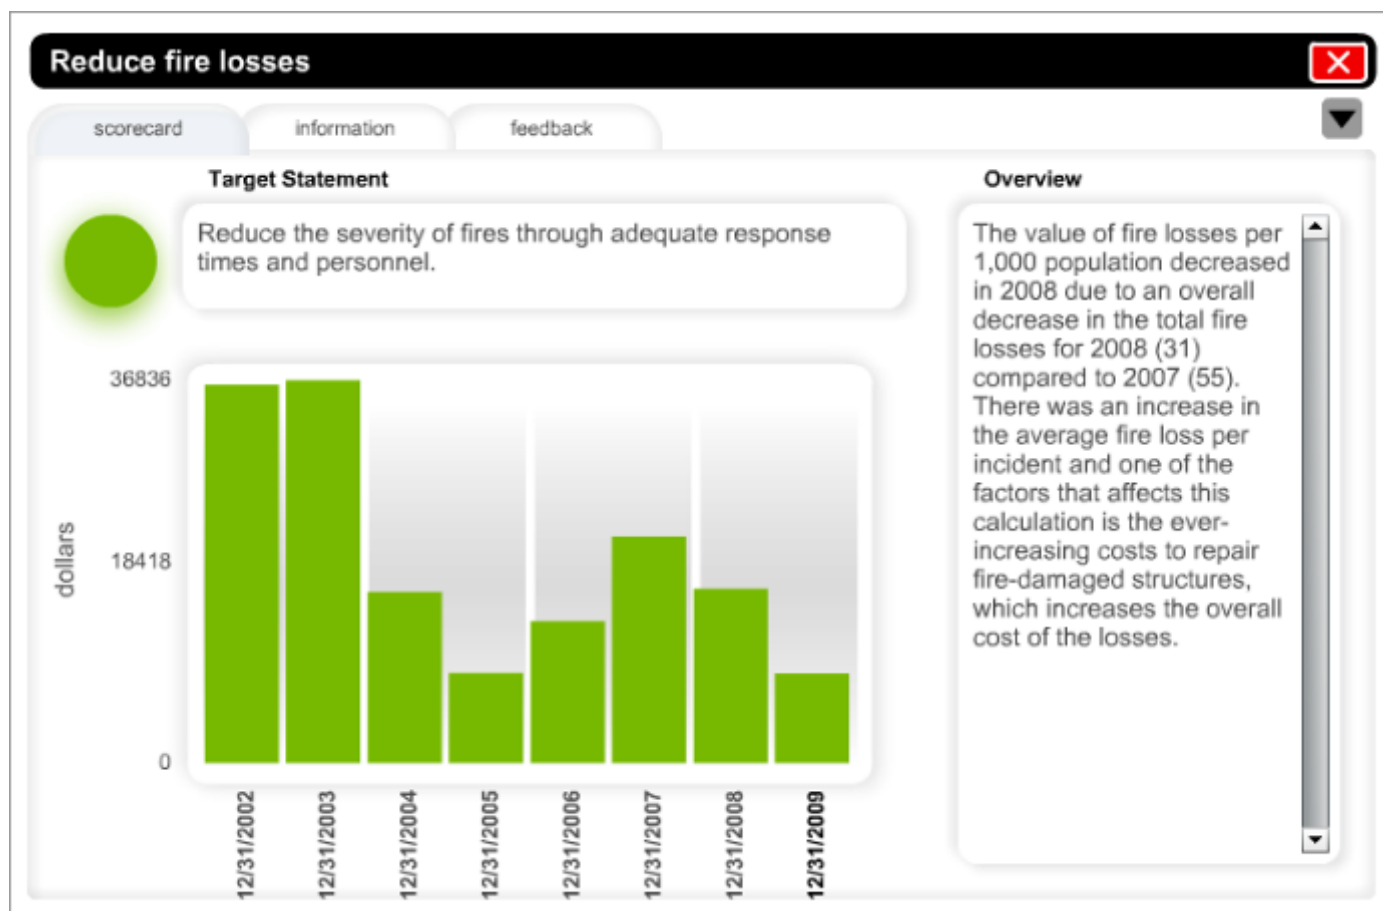 Reduce fire losses
scorecard
information
feedback
Target Statement
Reduce the severity of fires through adequate response
times and personnel.
36836
18418
0
dollars
12/31/2002
12/31/2003
12/31/2004
12/31/2005
12/31/2006
12/31/2007
12/31/2008
12/31/2009
Overview
The value of fire losses per
1,000 population decreased
in 2008 due to an overall
decrease in the total fire
losses for 2008 (31)
compared to 2007 (55).
There was an increase in
the average fire loss per
incident and one of the
factors that affects this
calculation is the ever-
increasing costs to repair
fire-damaged structures,
which increases the overall
cost of the losses.